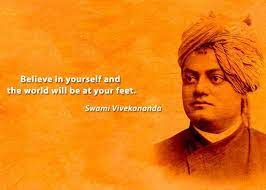 Believe in yourself and
the world will be at your feet.
Swami Vivekananda